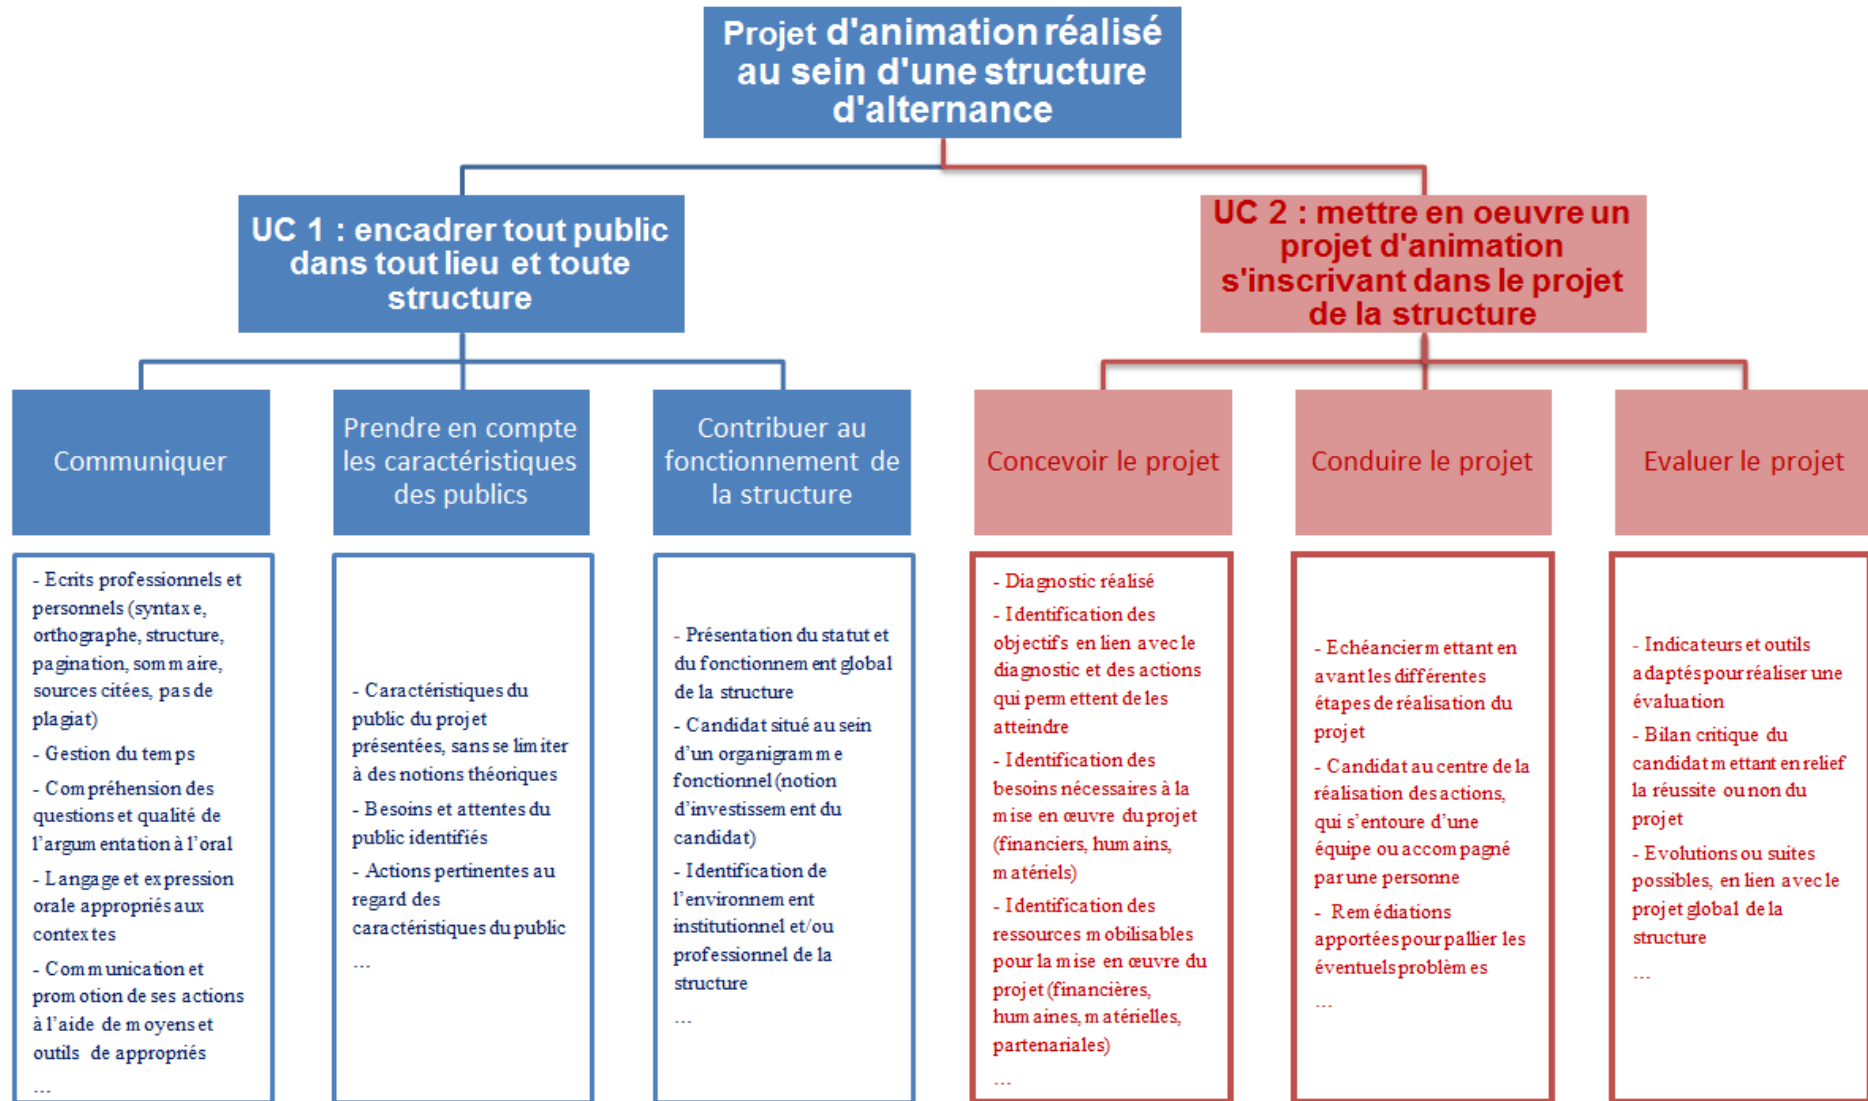 Projet d'animation réalisé
au sein d'une structure
d'alternance
UC 1 : encadrer tout public
dans tout lieu et toute
structure
UC 2 : mettre en oeuvre un
projet d'animation
s'inscrivant dans le projet
de la structure
Communiquer
Prendre en compte
les caractéristiques
des publics
Contribuer au
fonctionnement de
la structure
Concevoir le projet
Conduire le projet
Evaluer le projet
- Ecrits professionnels et
personnels (syntaxe,
orthographe, structure,
pagination, sommaire,
sources citées, pas de
plagiat)
- Gestion du temps
- Compréhension des
questions et qualité de
l'argumentation à l'oral
- Langage et expression
orale appropriés aux
contextes
- Communication et
promotion de ses actions
à l'aide de moyens et
outils de appropriés
...
- Caractéristiques du
public du projet
présentées, sans se limiter
à des notions théoriques
- Besoins et attentes du
public identifiés
- Actions pertinentes au
regard des
caractéristiques du public
...
- Présentation du statut et
du fonctionnement global
de la structure
- Candidat situé au sein
d'un organigramme
fonctionnel (notion
d'investissement du
candidat)
- Identification de
l'environnement
institutionnel et/ou
professionnel de la
structure
...
- Diagnostic réalisé
- Identification des
objectifs en lien avec le
diagnostic et des actions
qui permettent de les
atteindre
- Identification des
besoins nécessaires à la
mise en œuvre du projet
(financiers, humains,
matériels)
- Identification des
ressources mobilisables
pour la mise en œuvre du
projet (financières,
humaines, matérielles,
partenariales)
...
- Echéancier mettant en
avant les différentes
étapes de réalisation du
projet
- Candidat au centre de la
réalisation des actions,
qui s'entoure d'une
équipe ou accompagné
par une personne
- Remédiations
apportées pour pallier les
éventuels problèmes
...
- Indicateurs et outils
adaptés pour réaliser une
évaluation
- Bilan critique du
candidat mettant en relief
la réussite ou non du
projet
- Evolutions ou suites
possibles, en lien avec le
projet global de la
structure
...